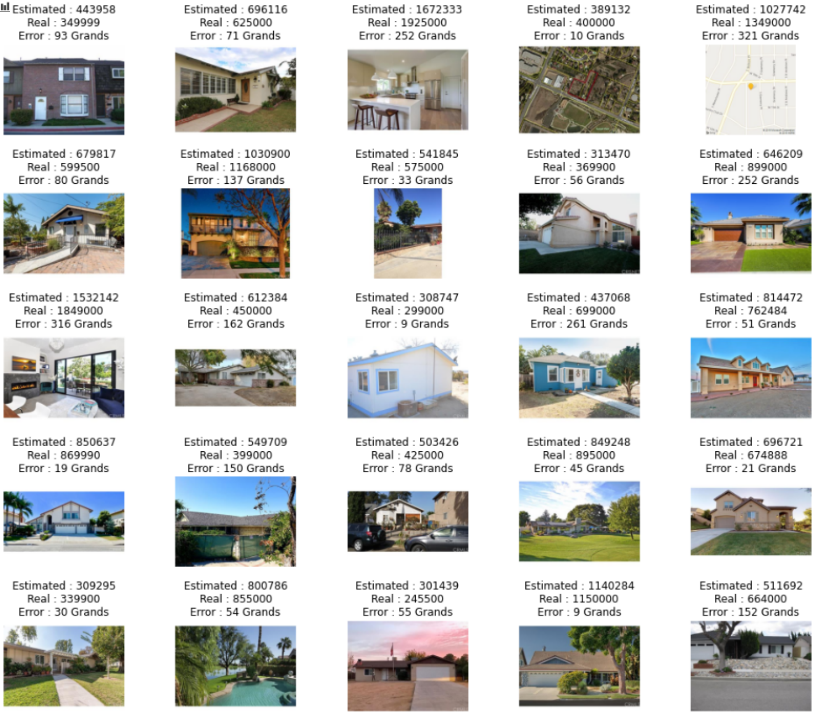 Estimated : 443958
Real : 349999
Error : 93 Grands
Estimated : 696116
Real : 625000
Error : 71 Grands
Estimated : 1672333
Real : 1925000
Error : 252 Grands
Estimated : 389132
Real : 400000
Error : 10 Grands
Estimated : 1027742
Real : 1349000
Error : 321 Grands
Estimated : 679817
Real : 599500
Error : 80 Grands
Estimated : 1030900
Real : 1168000
Error : 137 Grands
Estimated : 541845
Real : 575000
Error : 33 Grands
Estimated : 313470
Real : 369900
Error : 56 Grands
Estimated : 646209
Real : 899000
Error : 252 Grands
Estimated : 1532142
Real : 1849000
Error : 316 Grands
Estimated : 612384
Real : 450000
Error : 162 Grands
Estimated : 308747
Real : 299000
Error : 9 Grands
Estimated : 437068
Real : 699000
Error : 261 Grands
Estimated : 814472
Real : 762484
Error : 51 Grands
Estimated : 850637
Real : 869990
Error : 19 Grands
Estimated : 549709
Real : 399000
Error : 150 Grands
Estimated : 503426
Real : 425000
Error : 78 Grands
Estimated : 849248
Real : 895000
Error : 45 Grands
Estimated : 696721
Real : 674888
Error : 21 Grands
Estimated : 309295
Real : 339900
Error : 30 Grands
Estimated : 800786
Real : 855000
Error : 54 Grands
Estimated : 301439
Real : 245500
Error : 55 Grands
Estimated : 1140284
Real : 1150000
Error : 9 Grands
Estimated : 511692
Real : 664000
Error : 152 Grands